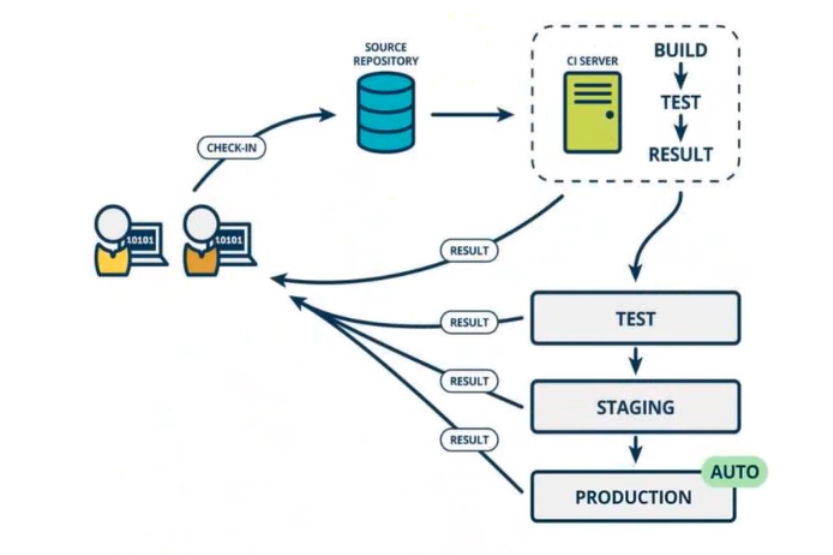 SOURCE
REPOSITORY
CI SERVER
BUILD
TEST
RESULT
CHECK-IN
10101
10101
RESULT
RESULT
TEST
RESULT
STAGING
RESULT
AUTO
PRODUCTION